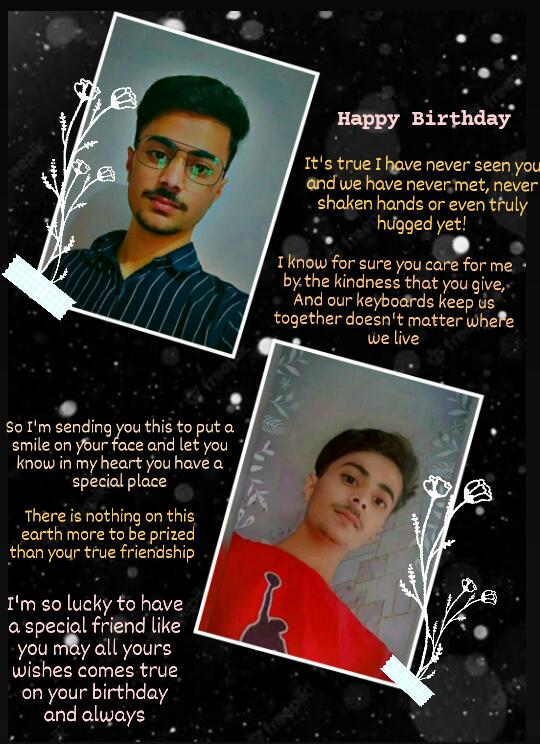 Happy Birthday
It's true I have never seen you
and we have never met, never
shaken hands or even truly
hugged yet!
I know for sure you care for me
by the kindness that you give,
And our keyboards keep us
together doesn't matter where
we live
So I'm sending you this to put a
smile on your face and let you
know in my heart you have a
special place
There is nothing on this
earth more to be prized
than your true friendship
I'm so lucky to have
a special friend like
you may all yours
wishes comes true
on your birthday
and always